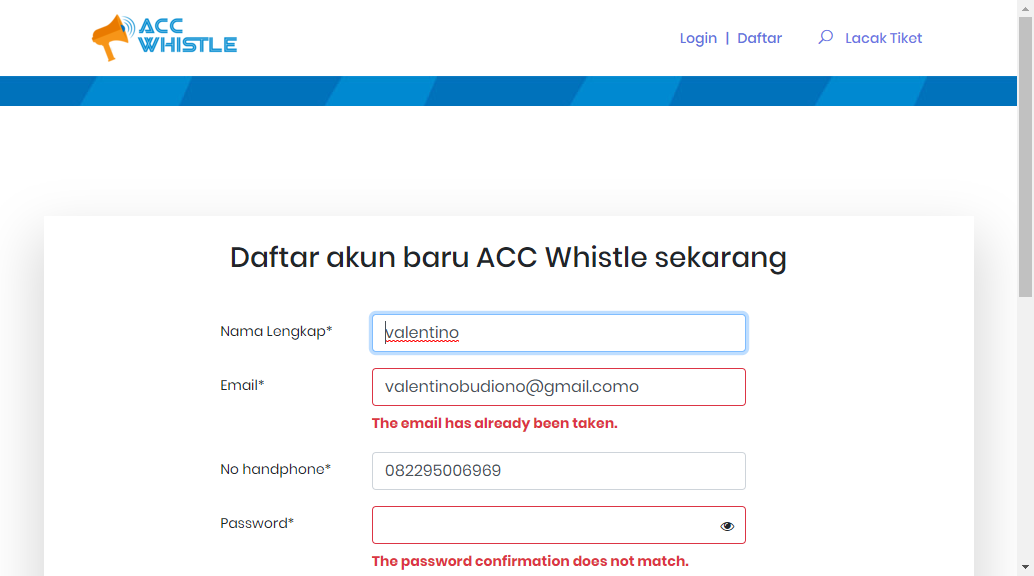 ACC
WHISTLE
Login | Daftar
Lacak Tiket
Daftar akun baru ACC Whistle sekarang
Nama Lengkap*
valentino
Email*
valentinobudiono@gmail.como
The email has already been taken.
No handphone*
082295006969
Password*
The password confirmation does not match.